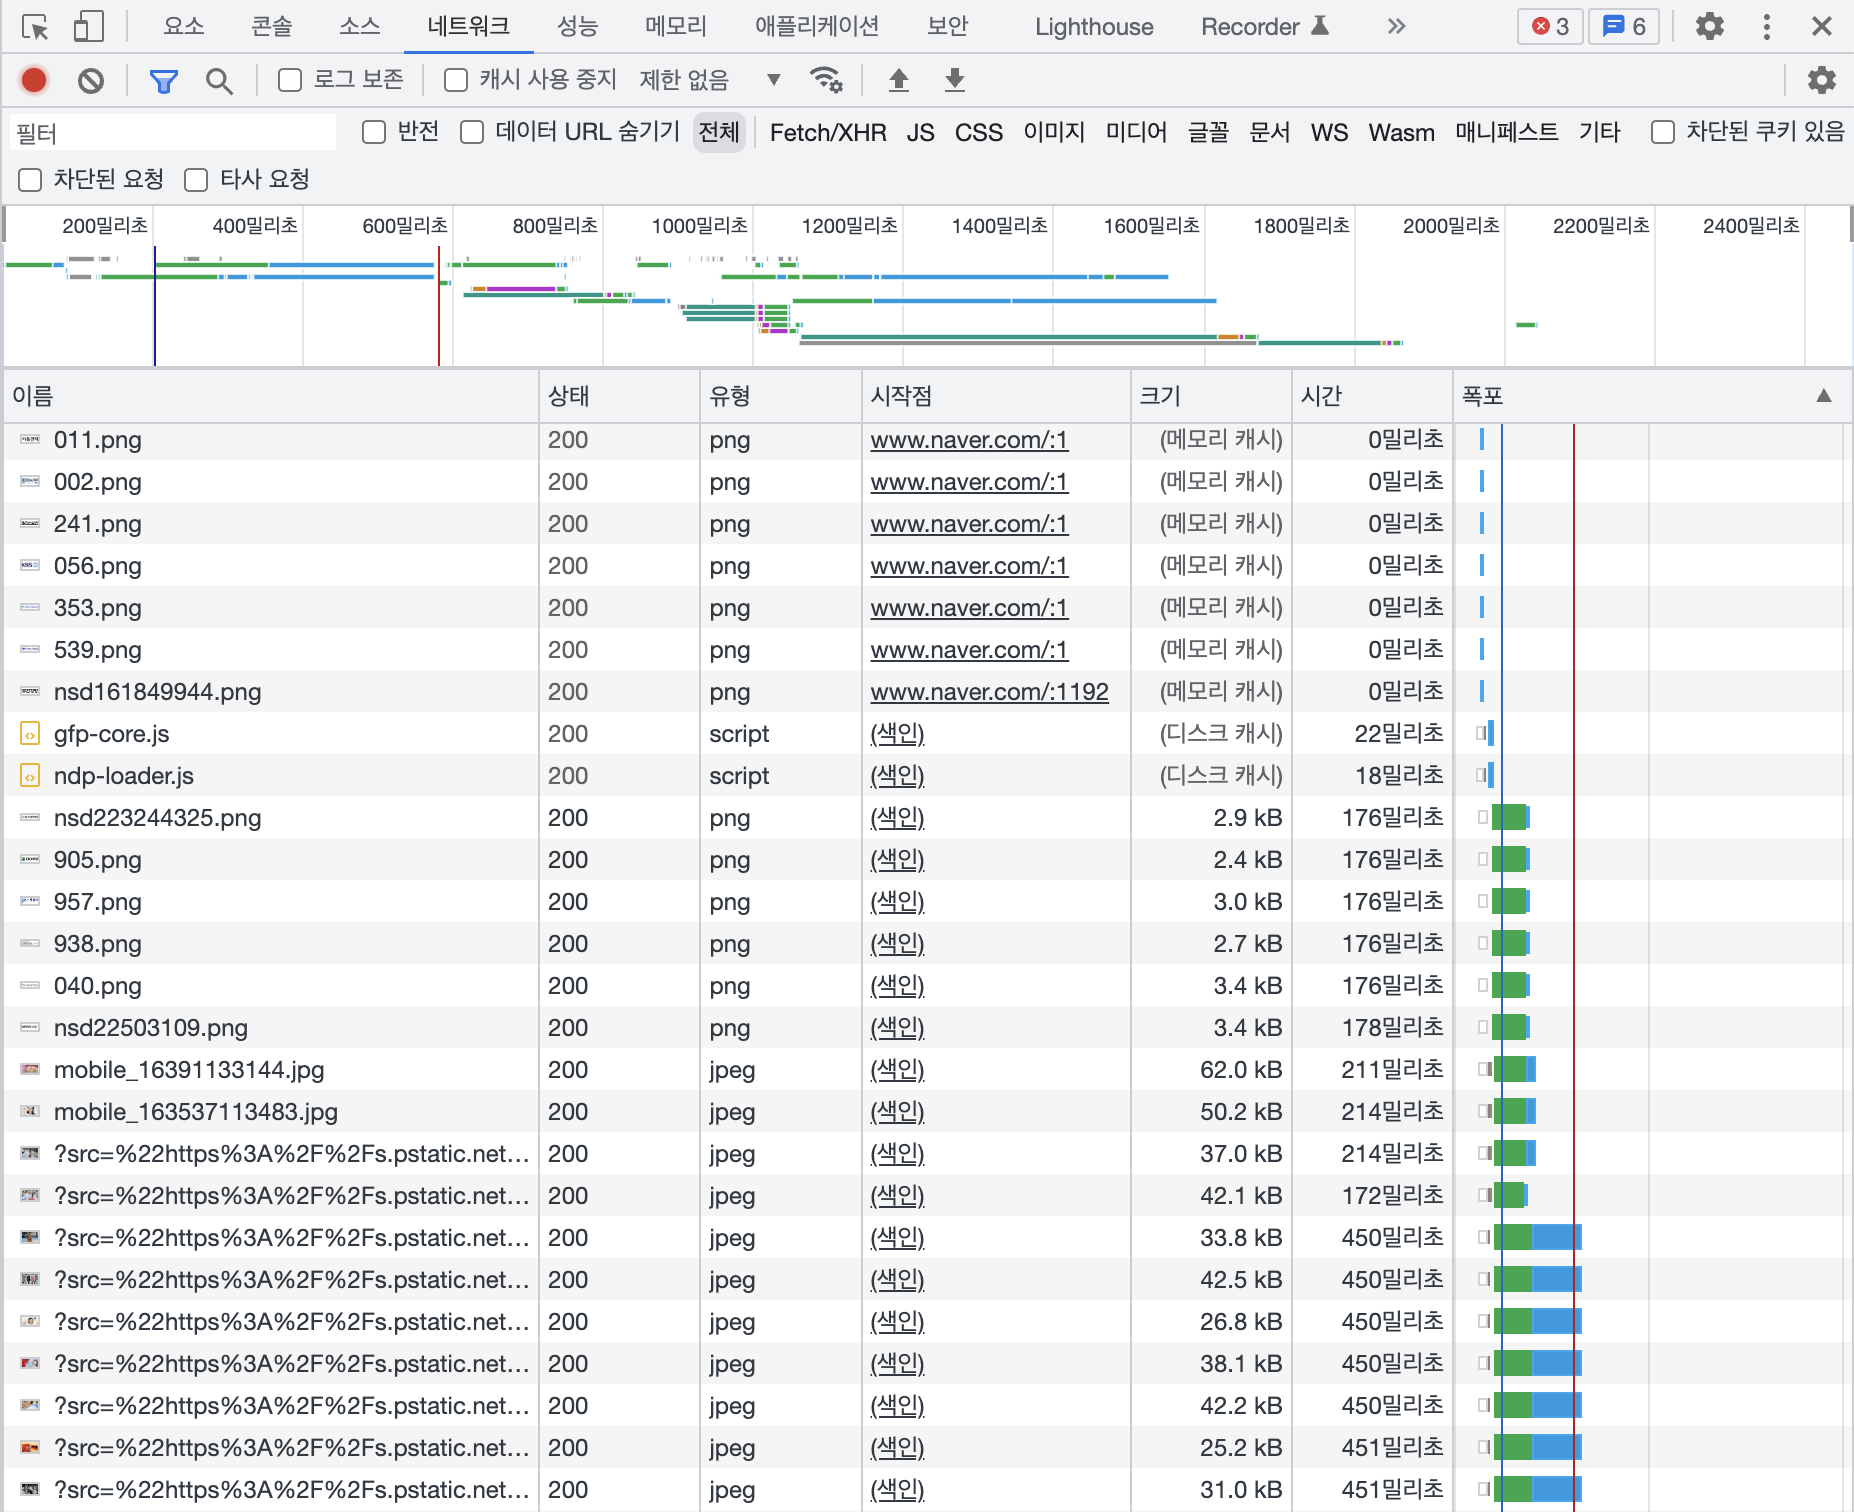 요소 콘솔 소스 네트워크 성능 메모리 애플리케이션 보안 Lighthouse Recorder 3 6
로그 보존 캐시 사용 중지 제한 없음
필터 반전 데이터 URL 숨기기 전체 Fetch/XHR JS CSS 이미지 미디어 글꼴 문서 WS Wasm 매니페스트 기타 차단된 쿠키 있음
차단된 요청 타사 요청
200밀리초 400밀리초 600밀리초 800밀리초 1000밀리초 1200밀리초 1400밀리초 1600밀리초 1800밀리초 2000밀리초 2200밀리초 2400밀리초
이름 상태 유형 시작점 크기 시간 폭포
011.png 200 png www.naver.com/:1 (메모리 캐시) 0밀리초
002.png 200 png www.naver.com/:1 (메모리 캐시) 0밀리초
241.png 200 png www.naver.com/:1 (메모리 캐시) 0밀리초
056.png 200 png www.naver.com/:1 (메모리 캐시) 0밀리초
353.png 200 png www.naver.com/:1 (메모리 캐시) 0밀리초
539.png 200 png www.naver.com/:1 (메모리 캐시) 0밀리초
nsd161849944.png 200 png www.naver.com/:1192 (메모리 캐시) 0밀리초
gfp-core.js 200 script (색인) (디스크 캐시) 22밀리초
ndp-loader.js 200 script (색인) (디스크 캐시) 18밀리초
nsd223244325.png 200 png (색인) 2.9 kB 176밀리초
905.png 200 png (색인) 2.4 kB 176밀리초
957.png 200 png (색인) 3.0 kB 176밀리초
938.png 200 png (색인) 2.7 kB 176밀리초
040.png 200 png (색인) 3.4 kB 176밀리초
nsd22503109.png 200 png (색인) 3.4 kB 178밀리초
mobile_16391133144.jpg 200 jpeg (색인) 62.0 kB 211밀리초
mobile_163537113483.jpg 200 jpeg (색인) 50.2 kB 214밀리초
?src=%22https%3A%2F%2Fs.pstatic.net... 200 jpeg (색인) 37.0 kB 214밀리초
?src=%22https%3A%2F%2Fs.pstatic.net... 200 jpeg (색인) 42.1 kB 172밀리초
?src=%22https%3A%2F%2Fs.pstatic.net... 200 jpeg (색인) 33.8 kB 450밀리초
?src=%22https%3A%2F%2Fs.pstatic.net... 200 jpeg (색인) 42.5 kB 450밀리초
?src=%22https%3A%2F%2Fs.pstatic.net... 200 jpeg (색인) 26.8 kB 450밀리초
?src=%22https%3A%2F%2Fs.pstatic.net... 200 jpeg (색인) 38.1 kB 450밀리초
?src=%22https%3A%2F%2Fs.pstatic.net... 200 jpeg (색인) 42.2 kB 450밀리초
?src=%22https%3A%2F%2Fs.pstatic.net... 200 jpeg (색인) 25.2 kB 451밀리초
?src=%22https%3A%2F%2Fs.pstatic.net... 200 jpeg (색인) 31.0 kB 451밀리초